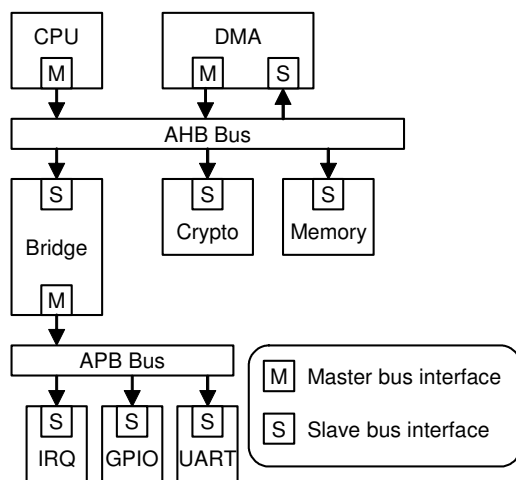 CPU
DMA
M
M
S
AHB Bus
S
S
S
Bridge
Crypto
Memory
M
APB Bus
S
S
S
IRQ
GPIO
UART
M Master bus interface
S Slave bus interface